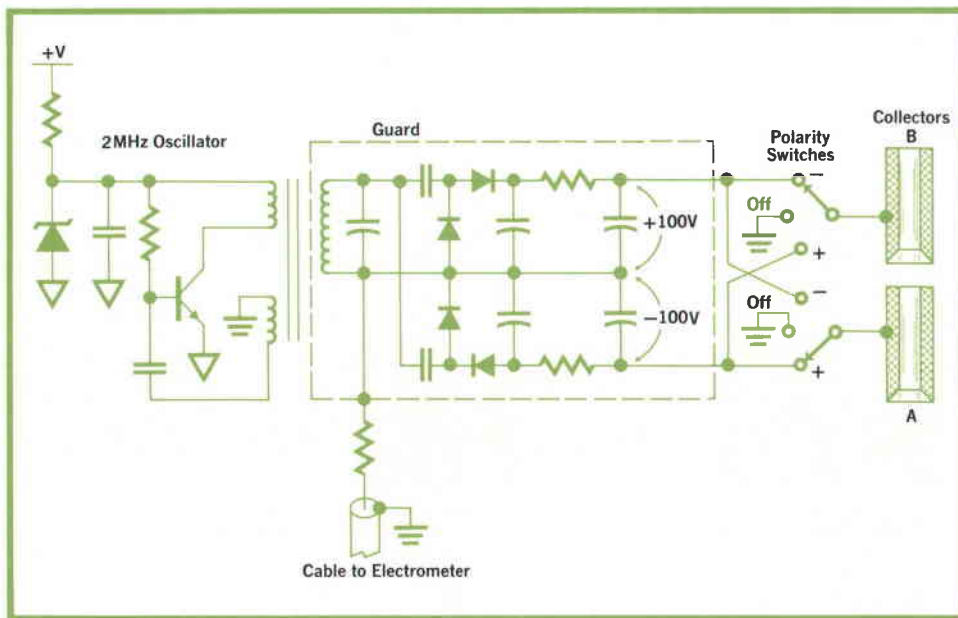 +V
2MHz Oscillator
Guard
Polarity
Switches
Collectors
B
−
Off
+100V
+
Off
−
−100V
+
A
Cable to Electrometer